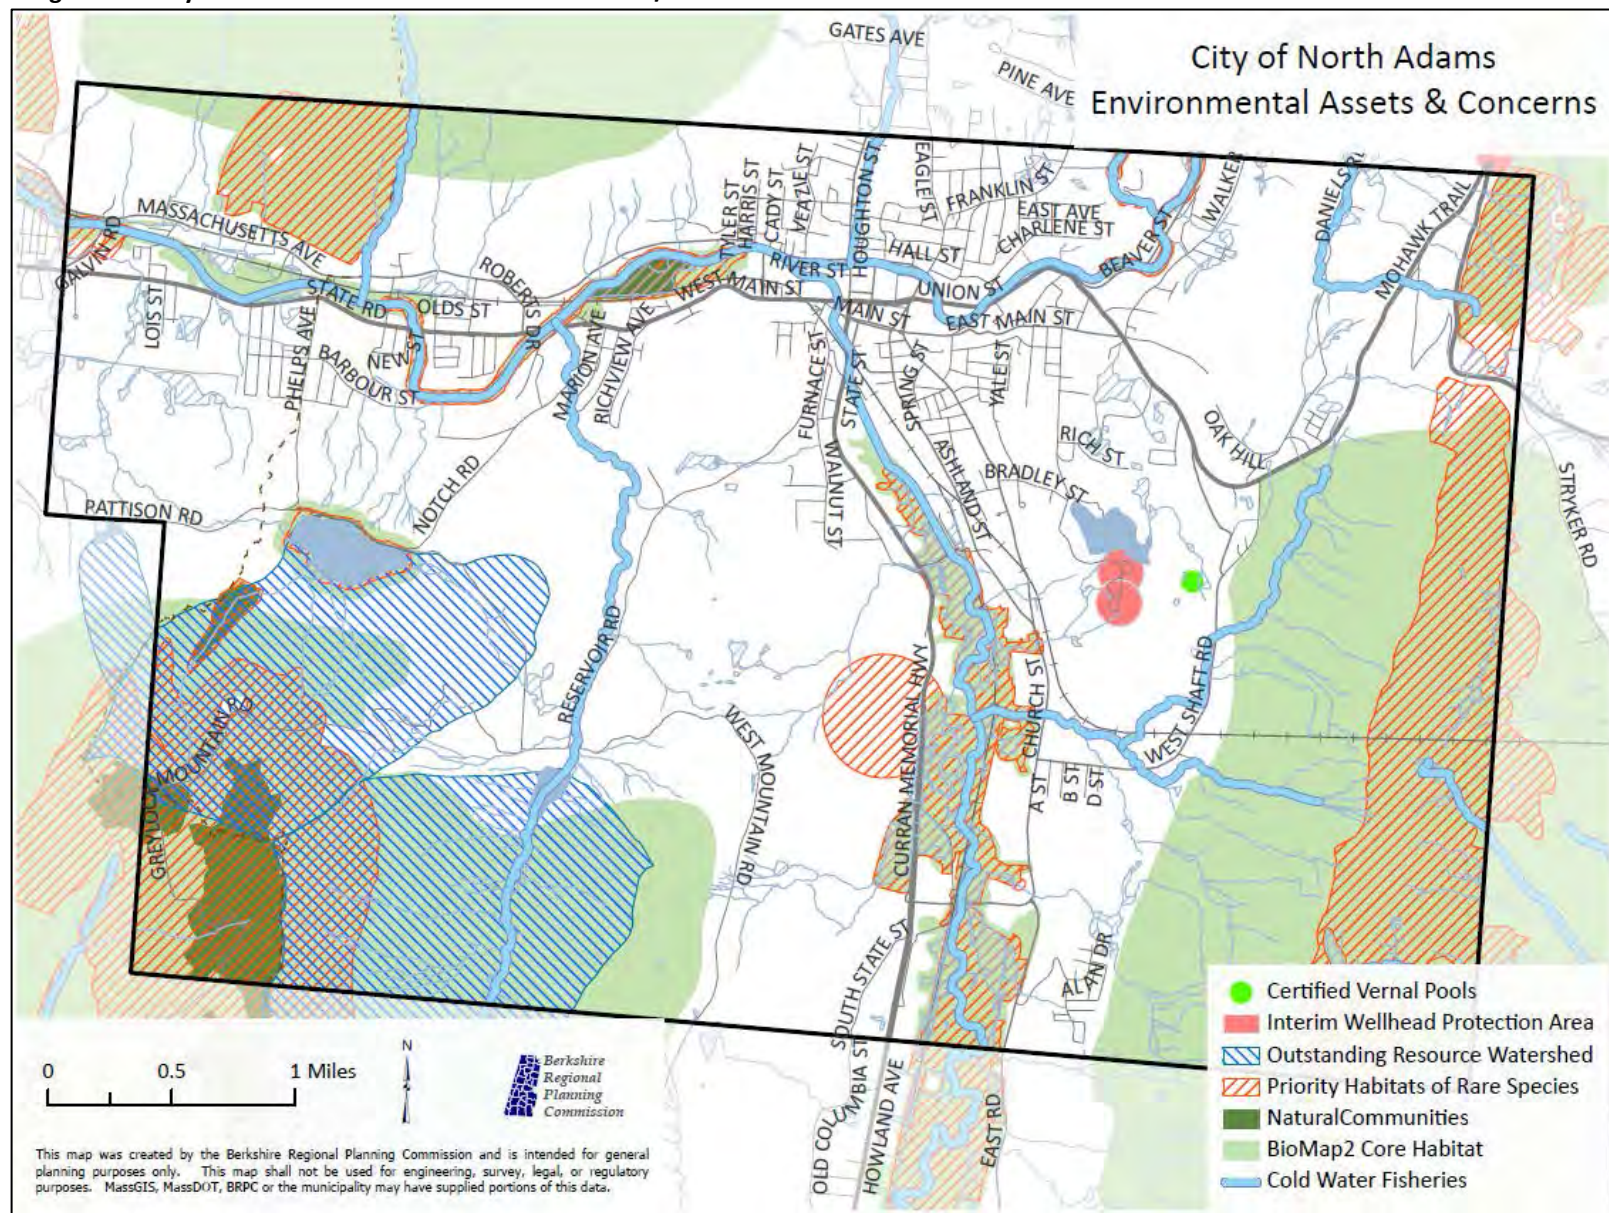 City of North Adams
Environmental Assets & Concerns
GATES AVE
PINE AVE
MASSACHUSETTS AVE
GALVIN RD
LOIS ST
STATE RD
PHELPS AVE
OLDS ST
NEW ST
BARBOUR ST
ROBERTS DR
MARION AVE
RICHVIEW AVE
WEST MAIN ST
TYLER ST
HARRIS ST
CADY ST
VEAZIE ST
RIVER ST
HOUGHTON ST
EAGLE ST
FRANKLIN ST
EAST AVE
CHARLENE ST
HALL ST
UNION ST
MAIN ST
EAST MAIN ST
BEAVER ST
WALKER
DANIELS RD
MOHAWK TRAIL
FURNACE ST
STATE ST
SPRING ST
YALE ST
WALNUT ST
ASHLAND ST
BRADLEY ST
RICH ST
OAK HILL
STRYKER RD
PATTISON RD
NOTCH RD
RESERVOIR RD
GREYLOCK
MOUNTAIN RD
WEST MOUNTAIN RD
CURRAN MEMORIAL HWY
CHURCH ST
WEST SHAFT RD
A ST
B ST
D ST
SOUTH STATE ST
ALAN DR
OLD COLUMBIA ST
HOWLAND AVE
EAST RD
Certified Vernal Pools
Interim Wellhead Protection Area
Outstanding Resource Watershed
Priority Habitats of Rare Species
NaturalCommunities
BioMap2 Core Habitat
Cold Water Fisheries
N
0 0.5 1 Miles
Berkshire
Regional
Planning
Commission
This map was created by the Berkshire Regional Planning Commission and is intended for general
planning purposes only. This map shall not be used for engineering, survey, legal, or regulatory
purposes. MassGIS, MassDOT, BRPC or the municipality may have supplied portions of this data.